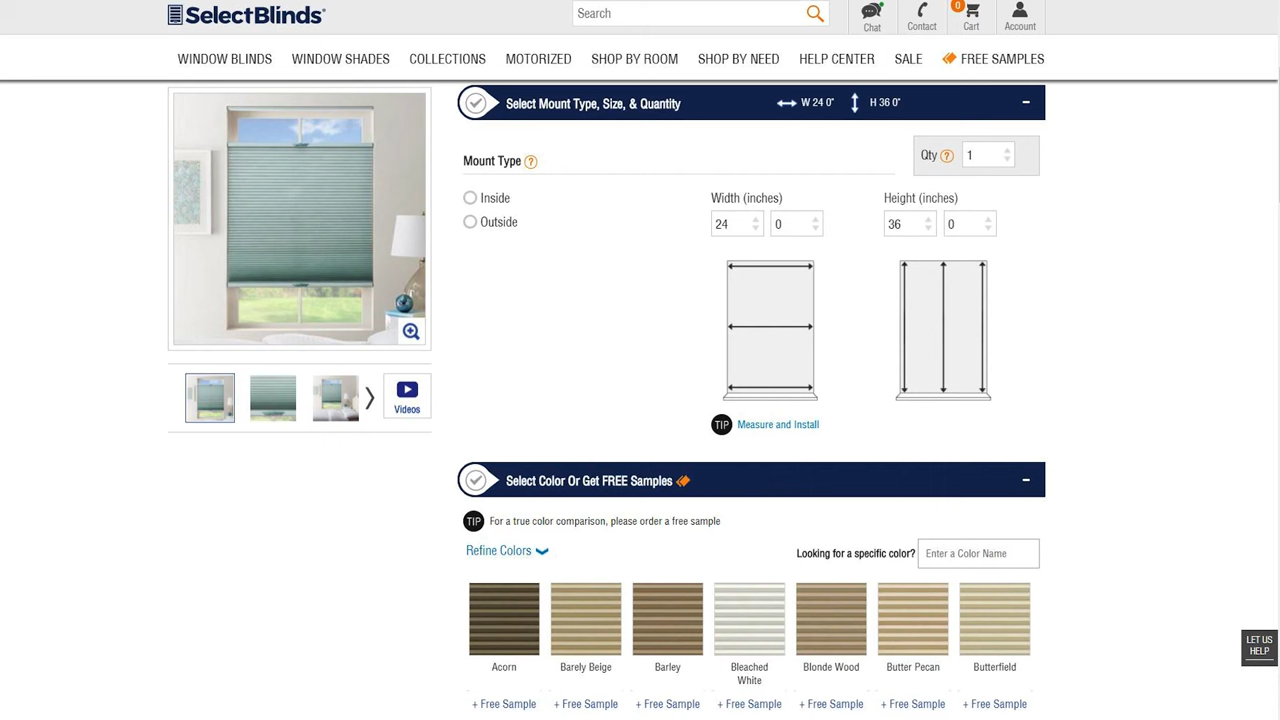 SelectBlinds®
Search
Chat
Contact
0
Cart
Account
WINDOW BLINDS
WINDOW SHADES
COLLECTIONS
MOTORIZED
SHOP BY ROOM
SHOP BY NEED
HELP CENTER
SALE
FREE SAMPLES
Select Mount Type, Size, & Quantity
W 24 0"
H 36 0"
Mount Type ?
Qty ? 1
Inside
Outside
Width (inches)
Height (inches)
24
0
36
0
Videos
TIP Measure and Install
Select Color Or Get FREE Samples
TIP For a true color comparison, please order a free sample
Refine Colors
Looking for a specific color?
Enter a Color Name
Acorn
Barely Beige
Barley
Bleached
White
Blonde Wood
Butter Pecan
Butterfield
+ Free Sample
+ Free Sample
+ Free Sample
+ Free Sample
+ Free Sample
+ Free Sample
+ Free Sample
LET US
HELP